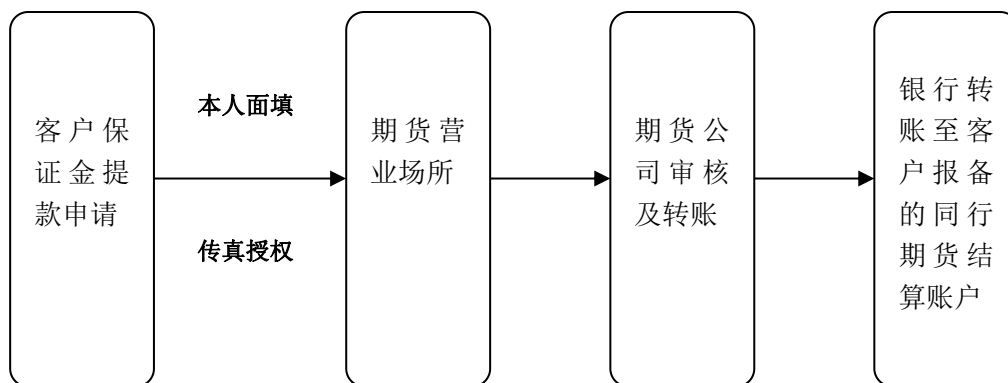 客户保
证金提
款申请
本人面填
传真授权
期货营
业场所
期货公
司审核
及转账
银行转
账至客
户报备
的同行
期货结
算账户